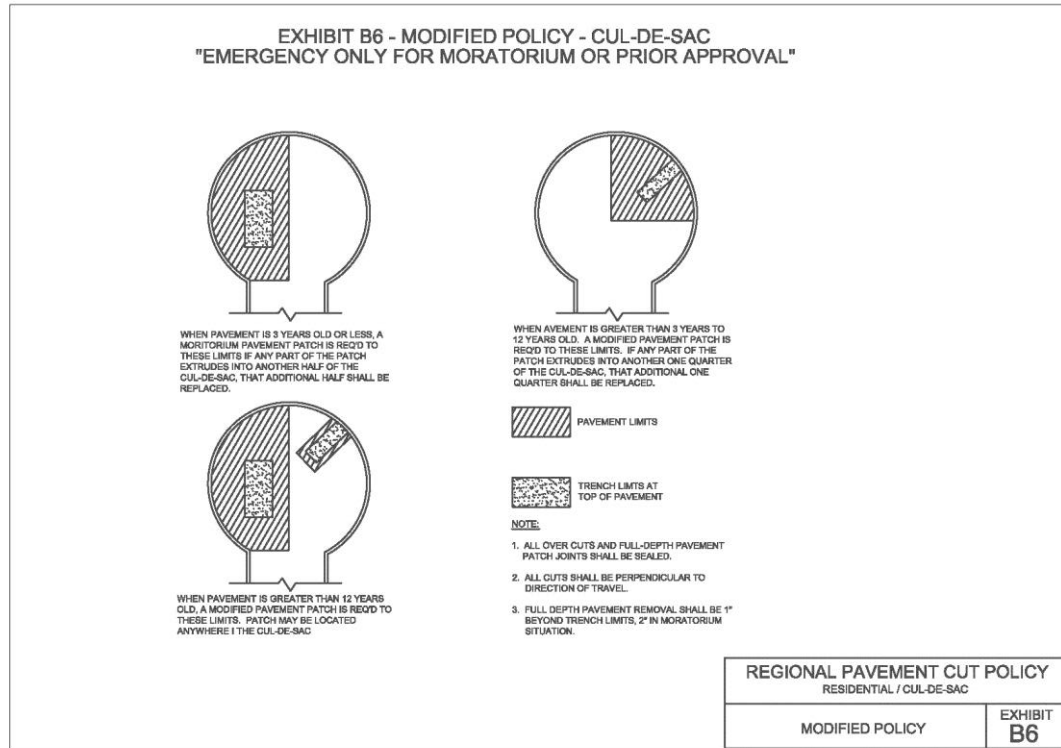 EXHIBIT B6 - MODIFIED POLICY - CUL-DE-SAC
"EMERGENCY ONLY FOR MORATORIUM OR PRIOR APPROVAL"
WHEN PAVEMENT IS 3 YEARS OLD OR LESS, A
MORITORIUM PAVEMENT PATCH IS REQ'D TO
THESE LIMITS IF ANY PART OF THE PATCH
EXTRUDES INTO ANOTHER HALF OF THE
CUL-DE-SAC, THAT ADDITIONAL HALF SHALL BE
REPLACED.
WHEN AVEMENT IS GREATER THAN 3 YEARS TO
12 YEARS OLD. A MODIFIED PAVEMENT PATCH IS
REQ'D TO THESE LIMITS. IF ANY PART OF THE
PATCH EXTRUDES INTO ANOTHER ONE QUARTER
OF THE CUL-DE-SAC, THAT ADDITIONAL ONE
QUARTER SHALL BE REPLACED.
WHEN PAVEMENT IS GREATER THAN 12 YEARS
OLD, A MODIFIED PAVEMENT PATCH IS REQ'D TO
THESE LIMITS. PATCH MAY BE LOCATED
ANYWHERE I THE CUL-DE-SAC
PAVEMENT LIMITS
TRENCH LIMTS AT
TOP OF PAVEMENT
NOTE:
1. ALL OVER CUTS AND FULL-DEPTH PAVEMENT
PATCH JOINTS SHALL BE SEALED.
2. ALL CUTS SHALL BE PERPENDICULAR TO
DIRECTION OF TRAVEL.
3. FULL DEPTH PAVEMENT REMOVAL SHALL BE 1"
BEYOND TRENCH LIMITS, 2" IN MORATORIUM
SITUATION.
REGIONAL PAVEMENT CUT POLICY
RESIDENTIAL / CUL-DE-SAC
MODIFIED POLICY
EXHIBIT
B6